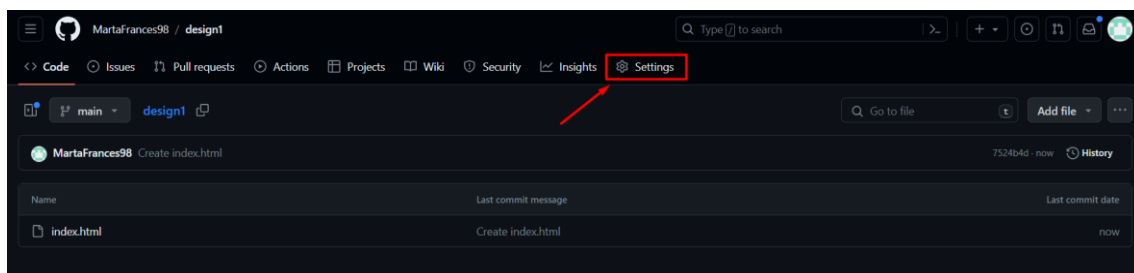 MartaFrances98 / design1 Type / to search
Code Issues Pull requests Actions Projects Wiki Security Insights Settings
main design1 Go to file t Add file
MartaFrances98 Create index.html 7524b4d · now History
Name Last commit message Last commit date
index.html Create index.html now